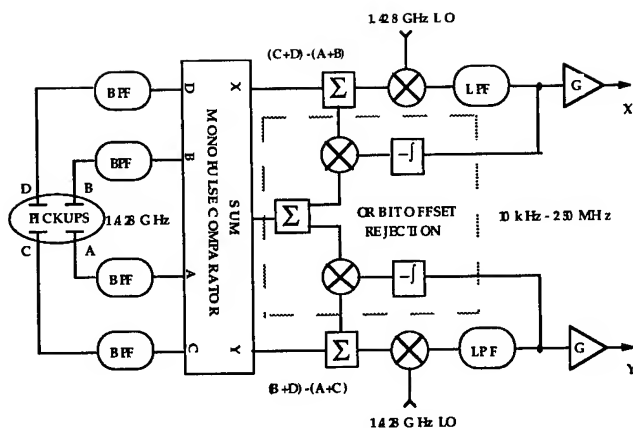 1.428 GHz LO
(C+D)-(A+B)
BPF
D
X
Σ
LPF
G
X
BPF
B
−∫
D
B
PICKUPS
1.428 GHz
C
A
MONOPULSE COMPARATOR
SUM
Σ
ORBIT OFFSET
REJECTION
10 kHz - 250 MHz
BPF
A
−∫
BPF
C
Y
Σ
LPF
G
Y
(B+D)-(A+C)
1.428 GHz LO